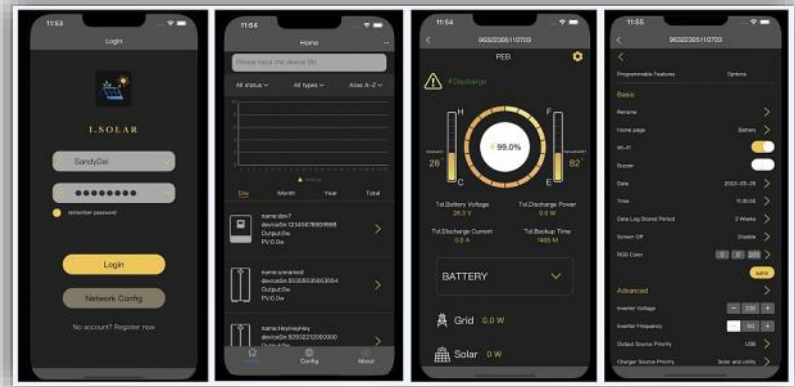 11:53
Login
I.SOLAR
SandyDai
remember password
Login
Network Config
No account? Register now
11:54
Home
Please input the device SN
All status
All types
Alias A-Z
Day
Month
Year
Total
name:dev7
Output:0w
PV:0.0w
name:unnamed
Output:0w
PV:0.0w
name:HeyHeyHey
Config
About
11:54
96322305110703
PEB
Discharge
H
F
99.0%
28°
82°
C
E
Tol.Battery Voltage
26.3 V
Tol.Discharge Power
0.0 W
Tol.Discharge Current
0.0 A
Tol.Backup Time
1485 M
BATTERY
Grid 0.0 W
Solar 0 W
11:55
96322305110703
Programmable Features
Options
Basic
Rename
Home page
Battery
Wi-Fi
Buzzer
Date
Time
Data Log Stored Period
2 Weeks
Screen Off
Disable
RGB Color
0 0 205
SAVE
Advanced
Inverter Voltage
- 230 +
Inverter Frequency
- 50 +
Output Source Priority
Charger Source Priority
Solar and utility